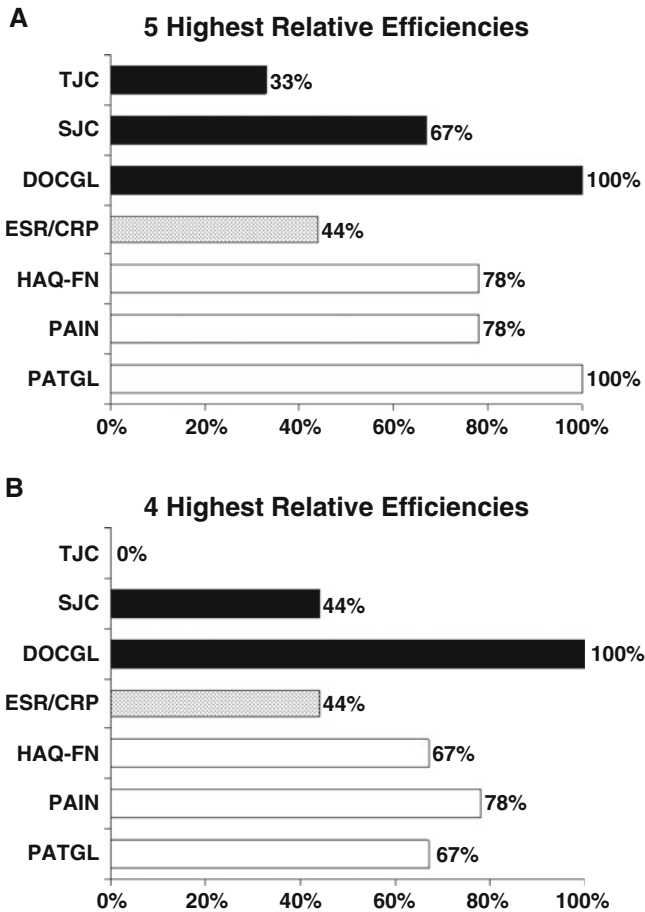 A
5 Highest Relative Efficiencies
TJC 33%
SJC 67%
DOCGL 100%
ESR/CRP 44%
HAQ-FN 78%
PAIN 78%
PATGL 100%
0% 20% 40% 60% 80% 100%
B
4 Highest Relative Efficiencies
TJC 0%
SJC 44%
DOCGL 100%
ESR/CRP 44%
HAQ-FN 67%
PAIN 78%
PATGL 67%
0% 20% 40% 60% 80% 100%